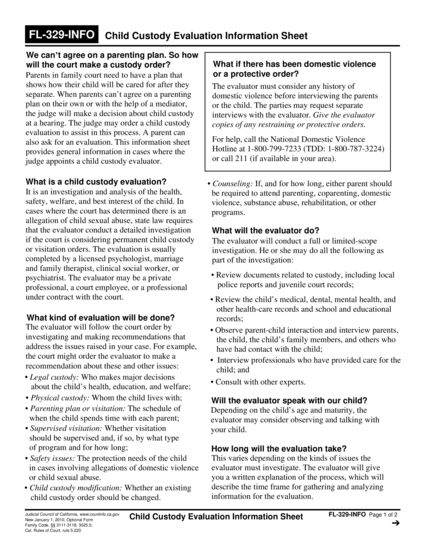 FL-329-INFO Child Custody Evaluation Information Sheet
We can't agree on a parenting plan. So how
will the court make a custody order?
Parents in family court need to have a plan that
shows how their child will be cared for after they
separate. When parents can't agree on a parenting
plan on their own or with the help of a mediator,
the judge will make a decision about child custody
at a hearing. The judge may order a child custody
evaluation to assist in this process. A parent can
also ask for an evaluation. This information sheet
provides general information in cases where the
judge appoints a child custody evaluator.
What is a child custody evaluation?
It is an investigation and analysis of the health,
safety, welfare, and best interest of the child. In
cases where the court has determined there is an
allegation of child sexual abuse, state law requires
that the evaluator conduct a detailed investigation
if the court is considering permanent child custody
or visitation orders. The evaluation is usually
completed by a licensed psychologist, marriage
and family therapist, clinical social worker, or
psychiatrist. The evaluator may be a private
professional, a court employee, or a professional
under contract with the court.
What kind of evaluation will be done?
The evaluator will follow the court order by
investigating and making recommendations that
address the issues raised in your case. For example,
the court might order the evaluator to make a
recommendation about these and other issues:
• Legal custody: Who makes major decisions
about the child's health, education, and welfare;
• Physical custody: Whom the child lives with;
• Parenting plan or visitation: The schedule of
when the child spends time with each parent;
• Supervised visitation: Whether visitation
should be supervised and, if so, by what type
of program and for how long;
• Safety issues: The protection needs of the child
in cases involving allegations of domestic violence
or child sexual abuse.
• Child custody modification: Whether an existing
child custody order should be changed.
What if there has been domestic violence
or a protective order?
The evaluator must consider any history of
domestic violence before interviewing the parents
or the child. The parties may request separate
interviews with the evaluator. Give the evaluator
copies of any restraining or protective orders.
For help, call the National Domestic Violence
Hotline at 1-800-799-7233 (TDD: 1-800-787-3224)
or call 211 (if available in your area).
• Counseling: If, and for how long, either parent should
be required to attend parenting, coparenting, domestic
violence, substance abuse, rehabilitation, or other
programs.
What will the evaluator do?
The evaluator will conduct a full or limited-scope
investigation. He or she may do all the following as
part of the investigation:
• Review documents related to custody, including local
police reports and juvenile court records;
• Review the child's medical, dental, mental health, and
other health-care records and school and educational
records;
• Observe parent-child interaction and interview parents,
the child, the child's family members, and others who
have had contact with the child;
• Interview professionals who have provided care for the
child; and
• Consult with other experts.
Will the evaluator speak with our child?
Depending on the child's age and maturity, the
evaluator may consider observing and talking with
your child.
How long will the evaluation take?
This varies depending on the kinds of issues the
evaluator must investigate. The evaluator will give
you a written explanation of the process, which will
describe the time frame for gathering and analyzing
information for the evaluation.
Judicial Council of California, www.courtinfo.ca.gov
New January 1, 2010, Optional Form
Family Code, §§ 3111-3118, 3025.5;
Cal. Rules of Court, rule 5.220
Child Custody Evaluation Information Sheet
FL-329-INFO Page 1 of 2